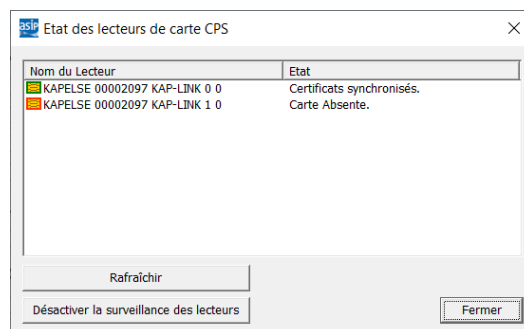 asip Etat des lecteurs de carte CPS
Nom du Lecteur Etat
KAPELSE 00002097 KAP-LINK 0 0 Certificats synchronisés.
KAPELSE 00002097 KAP-LINK 1 0 Carte Absente.
Rafraîchir
Désactiver la surveillance des lecteurs Fermer